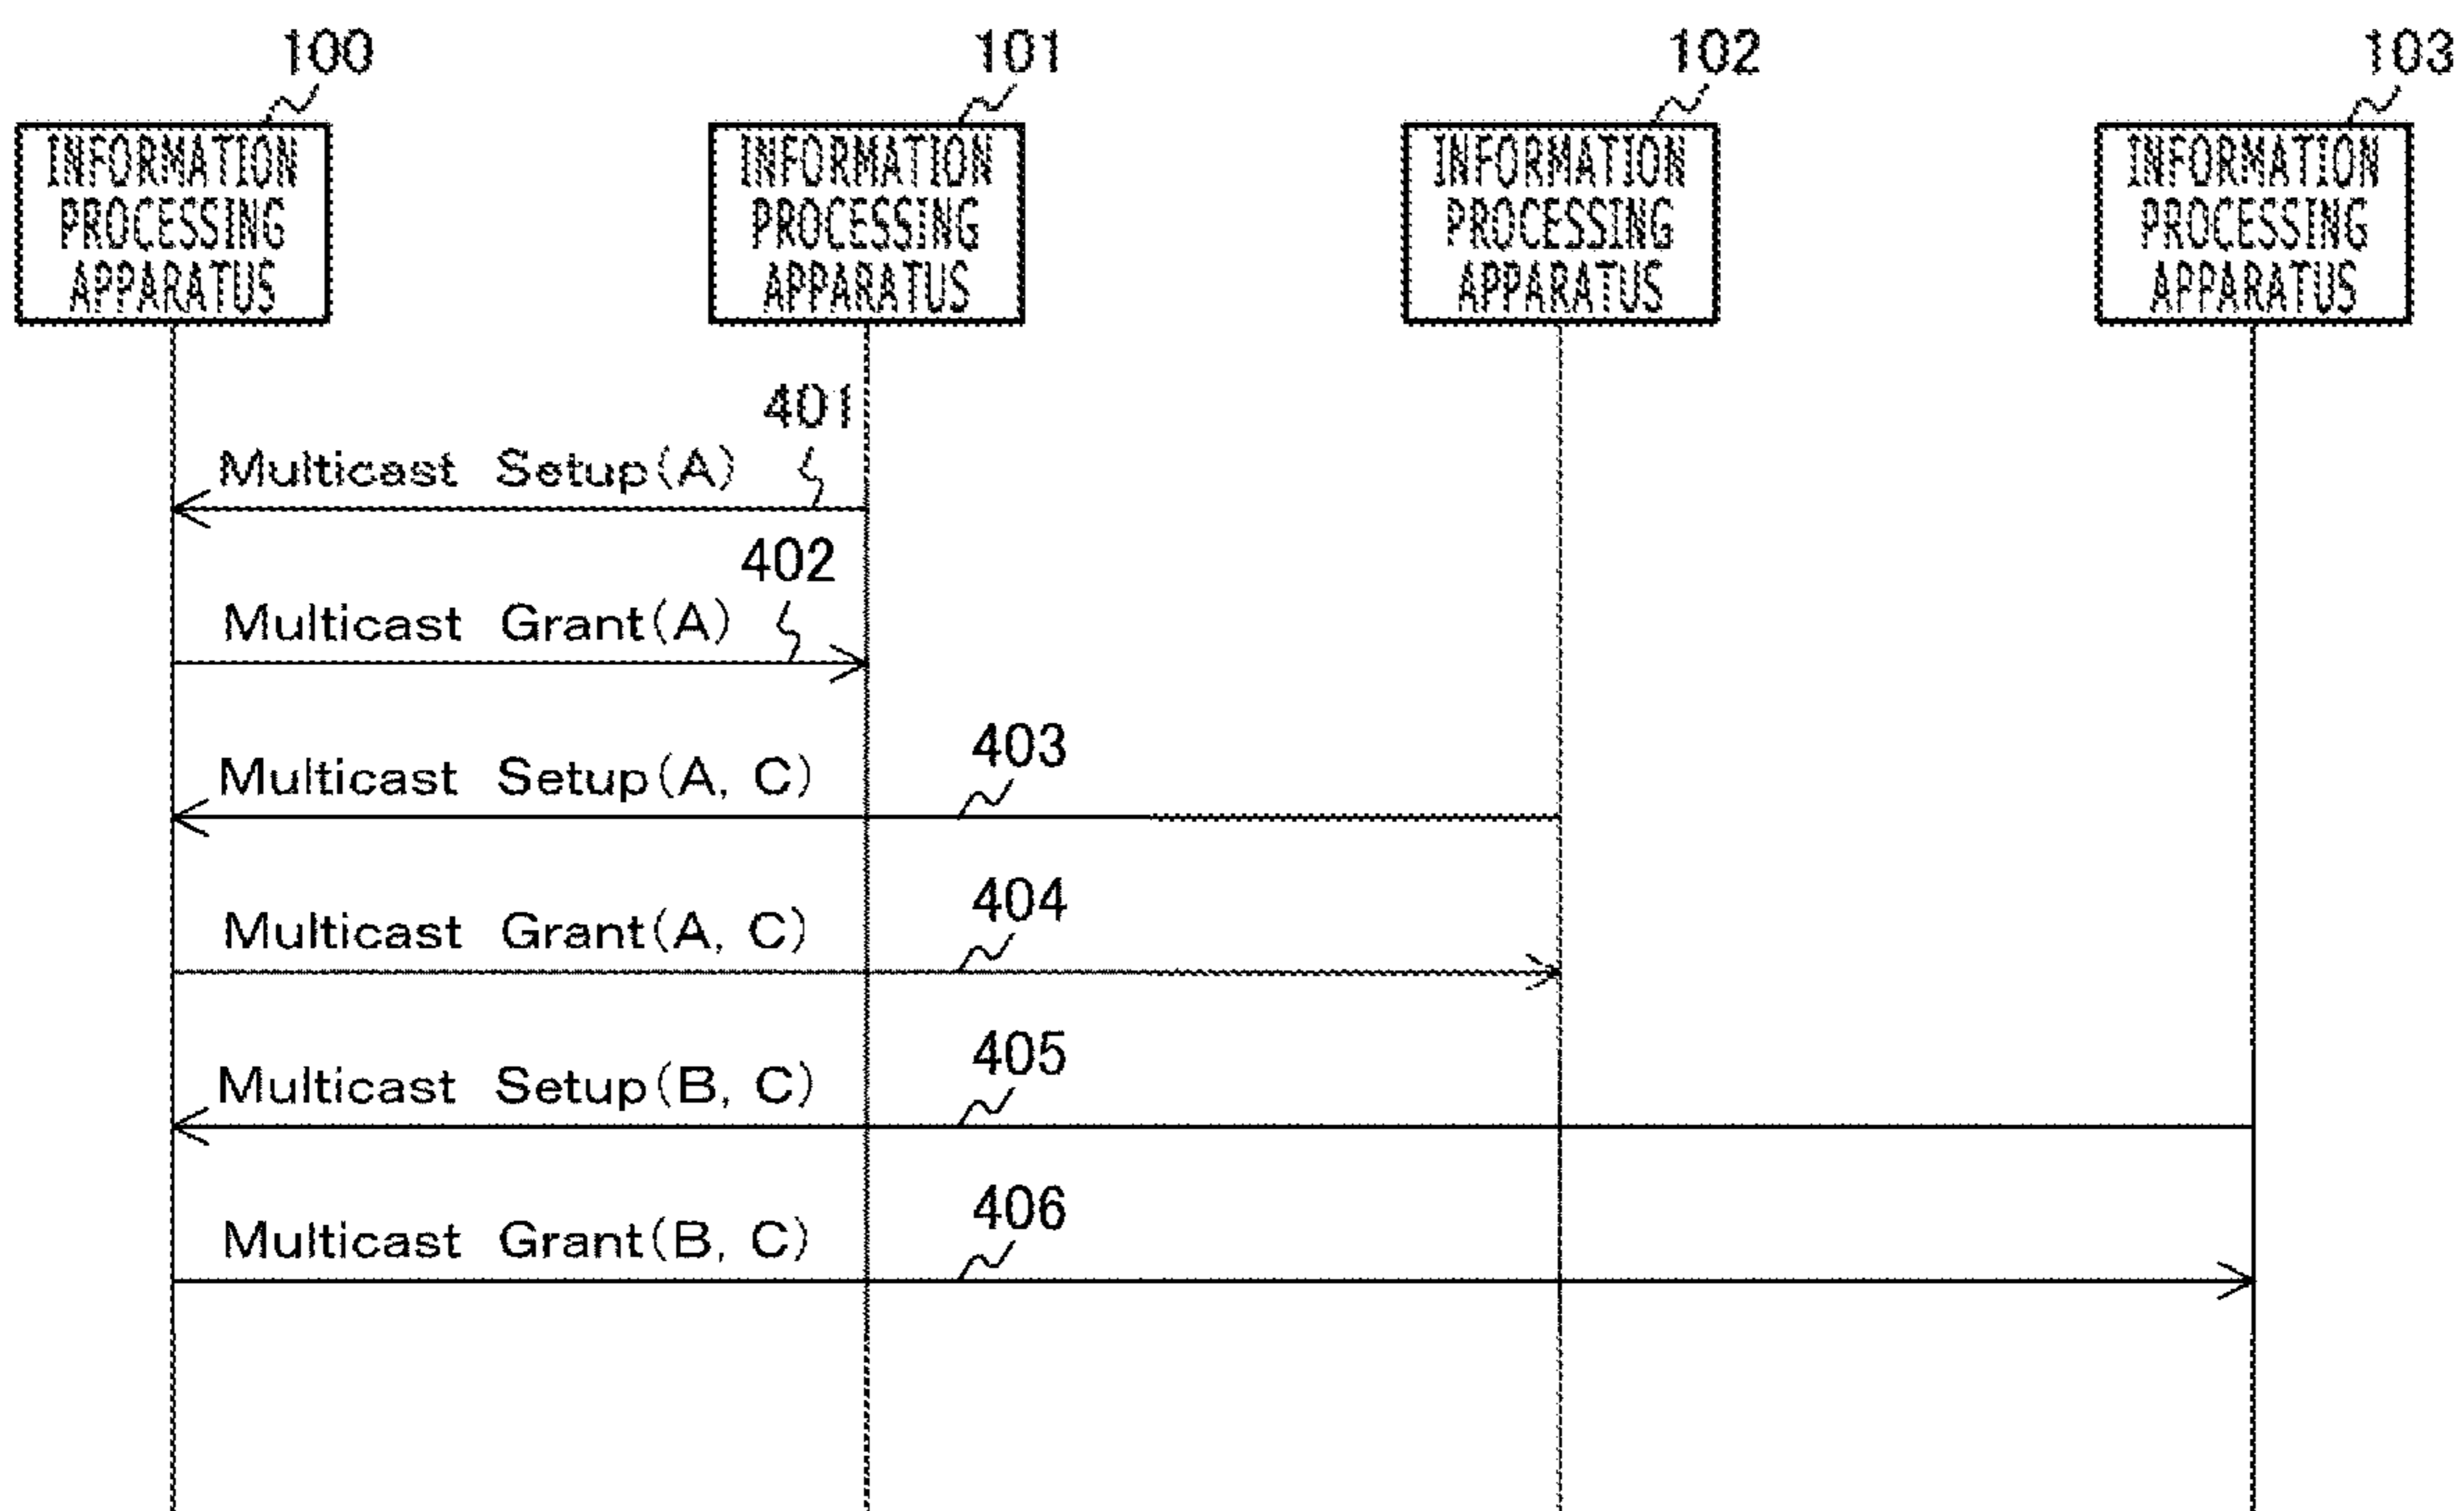 100
101
102
103
INFORMATION
PROCESSING
APPARATUS
INFORMATION
PROCESSING
APPARATUS
INFORMATION
PROCESSING
APPARATUS
INFORMATION
PROCESSING
APPARATUS
401
Multicast Setup(A)
402
Multicast Grant(A)
403
Multicast Setup(A, C)
404
Multicast Grant(A, C)
405
Multicast Setup(B, C)
406
Multicast Grant(B, C)